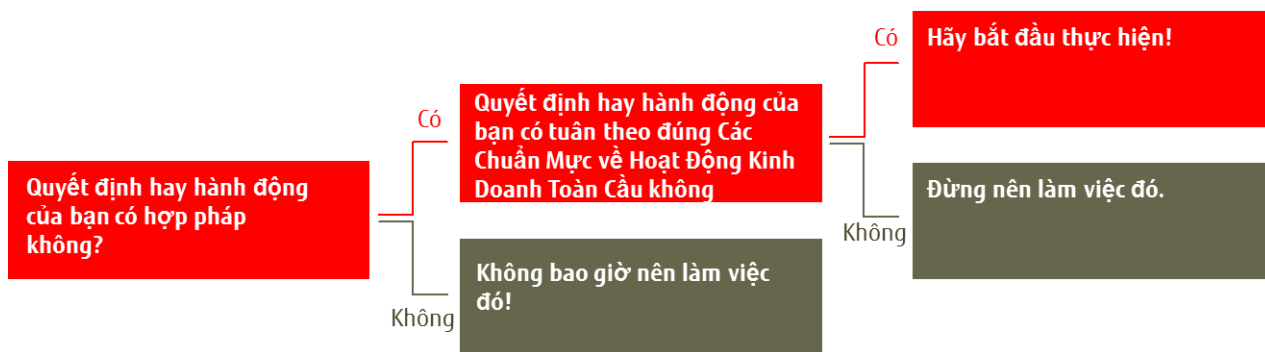 Quyết định hay hành động
của bạn có hợp pháp
không?
Có
Không
Quyết định hay hành động của
bạn có tuân theo đúng Các
Chuẩn Mực về Hoạt Động Kinh
Doanh Toàn Cầu không
Không bao giờ nên làm việc
đó!
Có
Không
Hãy bắt đầu thực hiện!
Đừng nên làm việc đó.